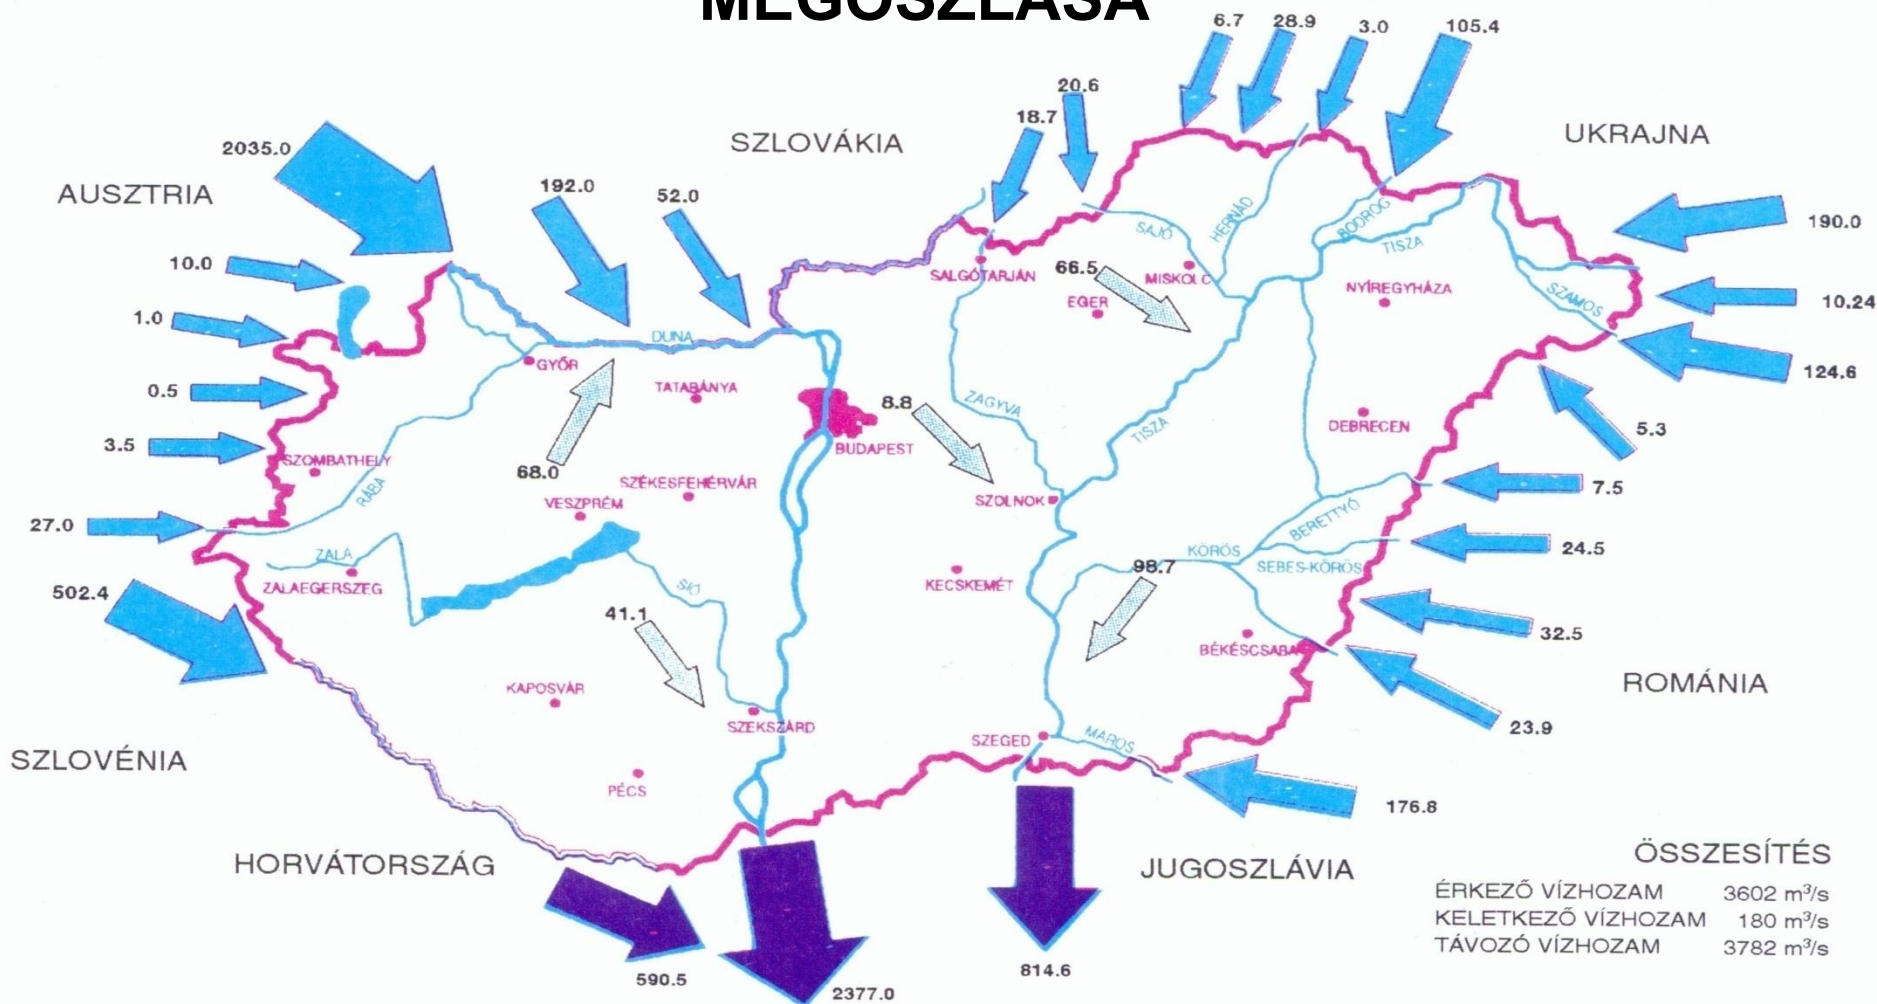 MEGOSZLÁSA
6.7
28.9
3.0
105.4
20.6
18.7
SZLOVÁKIA
UKRAJNA
2035.0
AUSZTRIA
192.0
52.0
190.0
HERNÁD
BODROG
SAJÓ
TISZA
10.0
SALGÓTARJÁN
66.5
MISKOLC
EGER
NYÍREGYHÁZA
SZAMOS
10.24
1.0
DUNA
GYŐR
TATABÁNYA
124.6
0.5
8.8
ZAGYVA
TISZA
DEBRECEN
5.3
3.5
BUDAPEST
SZOMBATHELY
68.0
RÁBA
SZÉKESFEHÉRVÁR
VESZPRÉM
SZOLNOK
7.5
27.0
BERETTYÓ
ZALA
KÖRÖS
24.5
SEBES-KÖRÖS
98.7
ZALAEGERSZEG
SIÓ
KECSKEMÉT
502.4
41.1
32.5
BÉKÉSCSABA
KAPOSVÁR
ROMÁNIA
SZEKSZÁRD
23.9
SZEGED
MAROS
SZLOVÉNIA
PÉCS
176.8
HORVÁTORSZÁG
JUGOSZLÁVIA
ÖSSZESÍTÉS
ÉRKEZŐ VÍZHOZAM 3602 m³/s
KELETKEZŐ VÍZHOZAM 180 m³/s
TÁVOZÓ VÍZHOZAM 3782 m³/s
590.5
2377.0
814.6